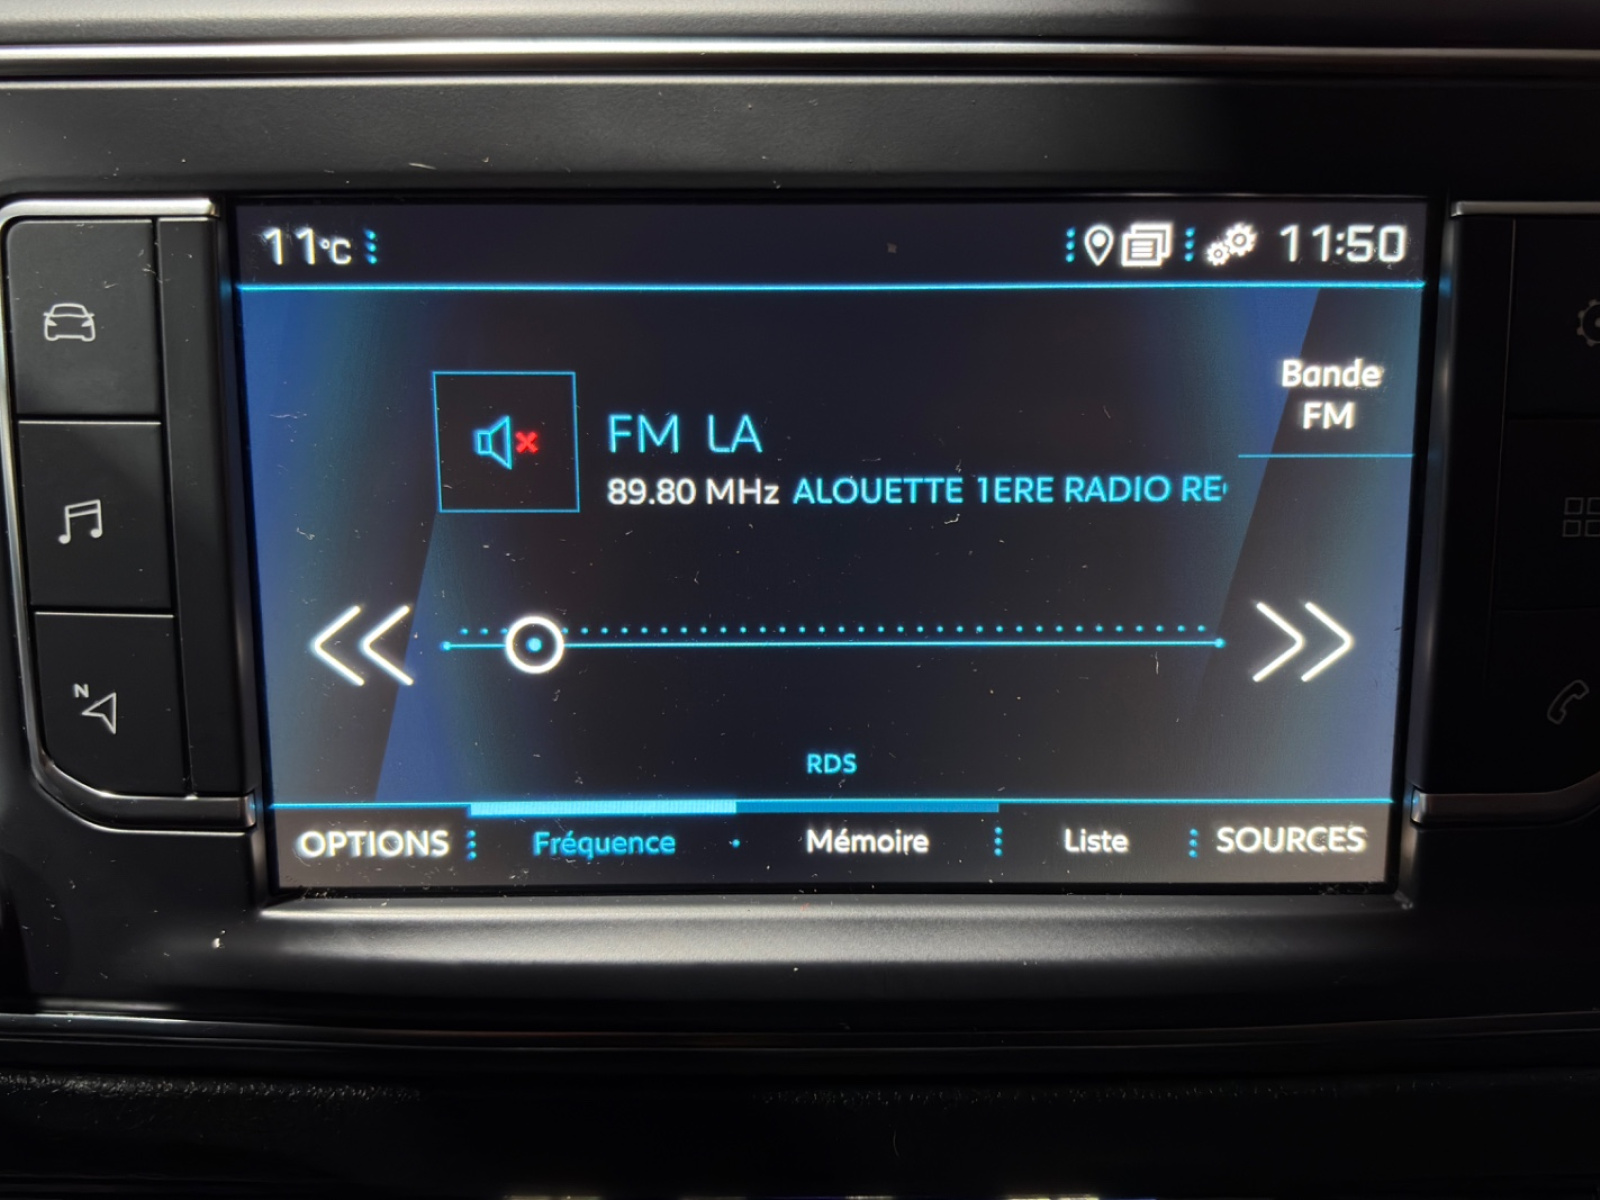 11°C 11:50
Bande
FM
FM LA
89.80 MHz ALOUETTE 1ERE RADIO
N
RDS
OPTIONS Fréquence Mémoire Liste SOURCES